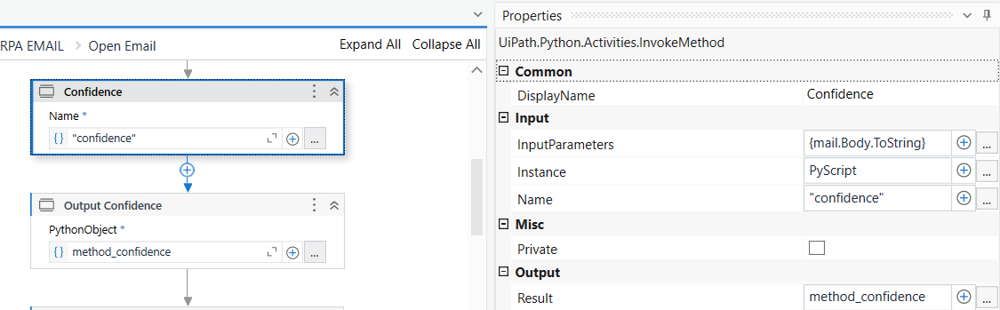 RPA EMAIL > Open Email
Expand All Collapse All
Confidence
Name *
{} "confidence" ...
Output Confidence
PythonObject *
{} method_confidence ...
Properties
UiPath.Python.Activities.InvokeMethod
Common
DisplayName Confidence
Input
InputParameters {mail.Body.ToString} ...
Instance PyScript ...
Name "confidence" ...
Misc
Private
Output
Result method_confidence ...